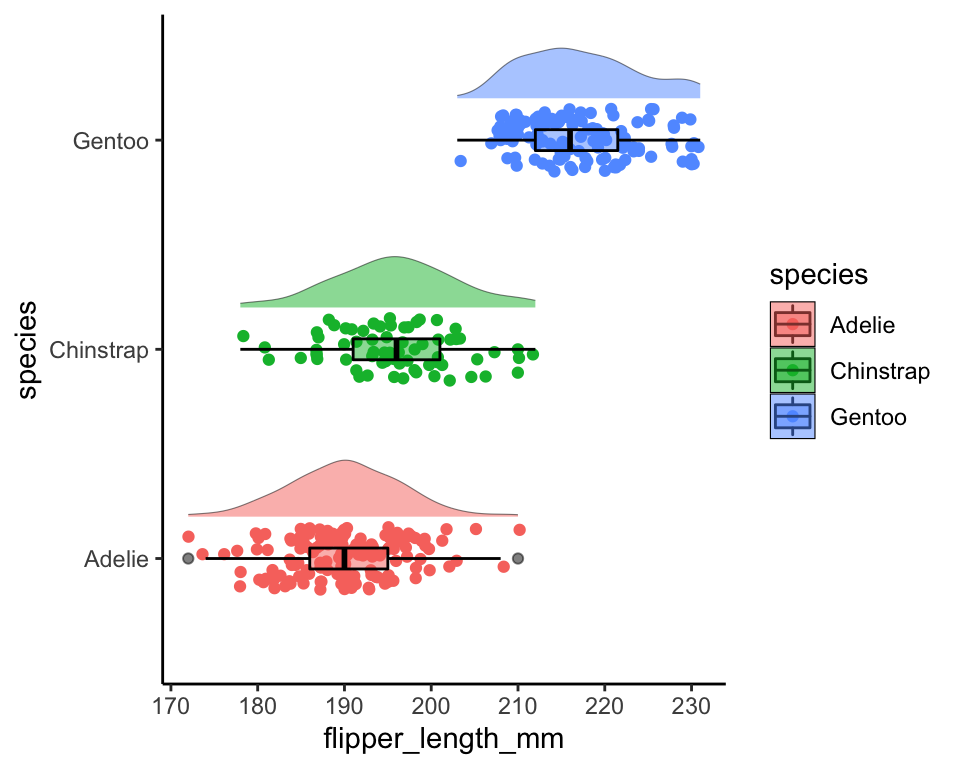 Gentoo
Chinstrap
Adelie
species
170 180 190 200 210 220 230
flipper_length_mm
species
Adelie
Chinstrap
Gentoo